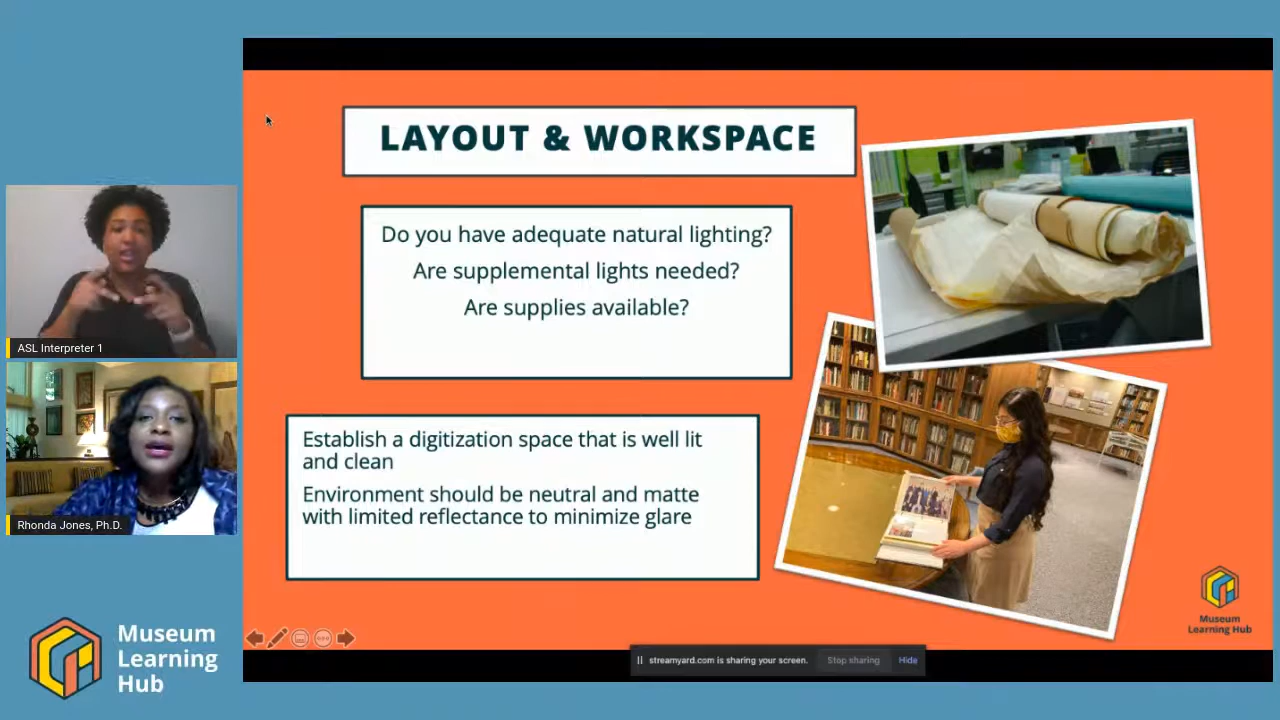 LAYOUT & WORKSPACE
Do you have adequate natural lighting?
Are supplemental lights needed?
Are supplies available?
Establish a digitization space that is well lit
and clean
Environment should be neutral and matte
with limited reflectance to minimize glare
ASL Interpreter 1
Rhonda Jones, Ph.D.
Museum
Learning
Hub
Museum
Learning Hub
streamyard.com is sharing your screen.
Stop sharing
Hide